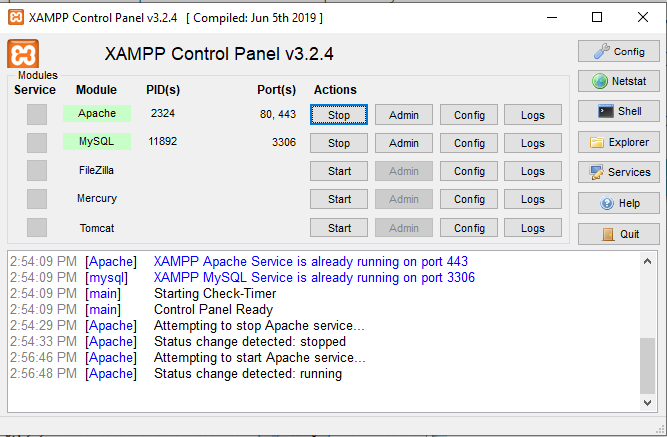 XAMPP Control Panel v3.2.4 [ Compiled: Jun 5th 2019 ]
XAMPP Control Panel v3.2.4
Config
Modules
Service Module PID(s) Port(s) Actions
Netstat
Apache 2324 80, 443 Stop Admin Config Logs
Shell
MySQL 11892 3306 Stop Admin Config Logs
Explorer
FileZilla Start Admin Config Logs
Services
Mercury Start Admin Config Logs
Help
Tomcat Start Admin Config Logs
Quit
2:54:09 PM [Apache] XAMPP Apache Service is already running on port 443
2:54:09 PM [mysql] XAMPP MySQL Service is already running on port 3306
2:54:09 PM [main] Starting Check-Timer
2:54:09 PM [main] Control Panel Ready
2:54:29 PM [Apache] Attempting to stop Apache service...
2:54:33 PM [Apache] Status change detected: stopped
2:56:46 PM [Apache] Attempting to start Apache service...
2:56:48 PM [Apache] Status change detected: running